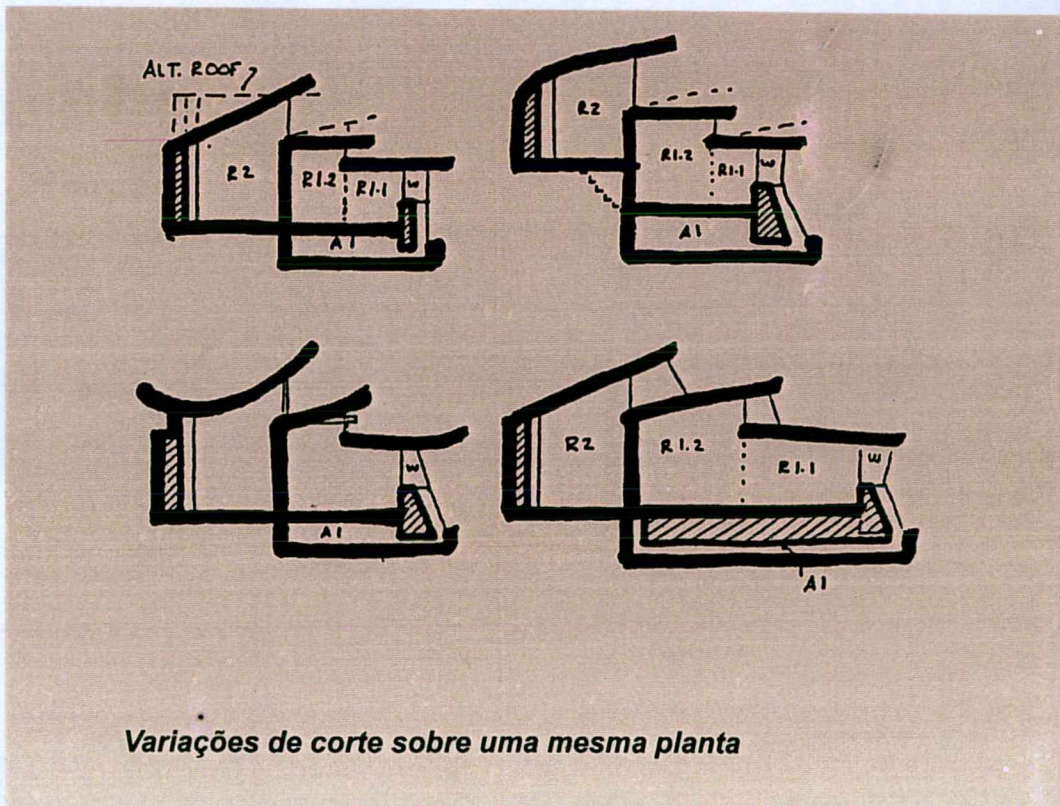 ALT. ROOF ?
R2
R1.2
R1.1
W
A1
R2
R1.2
R1.1
W
A1
W
A1
R2
R1.2
R1.1
W
A1
Variações de corte sobre uma mesma planta